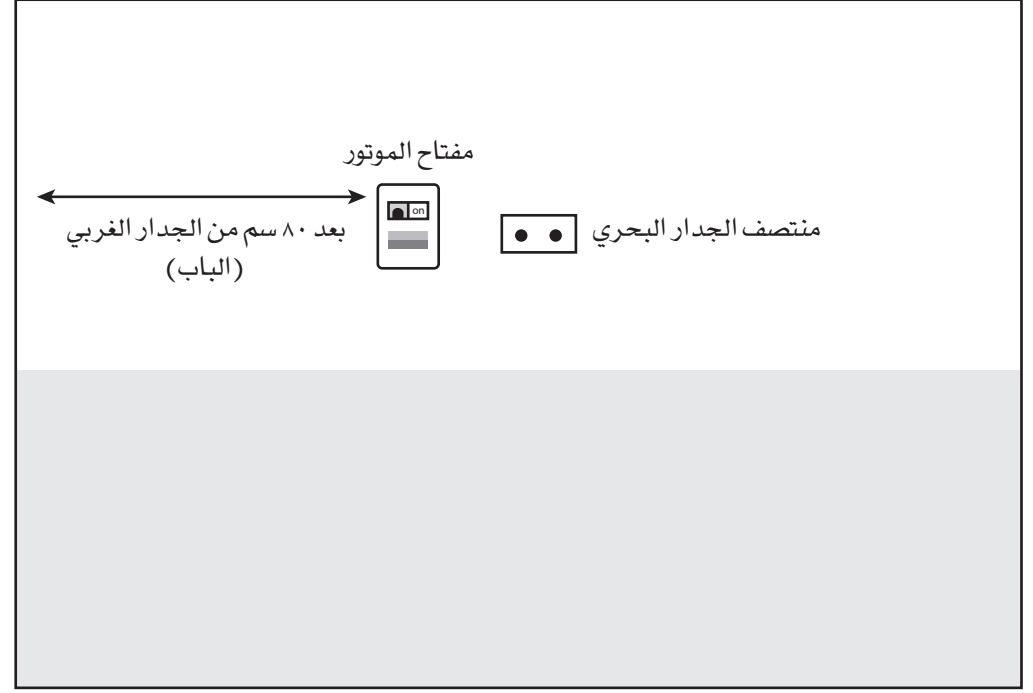 مفتاح الموتور
on
منتصف الجدار البحري
بعد ٨٠ سم من الجدار الغربي
(الباب)